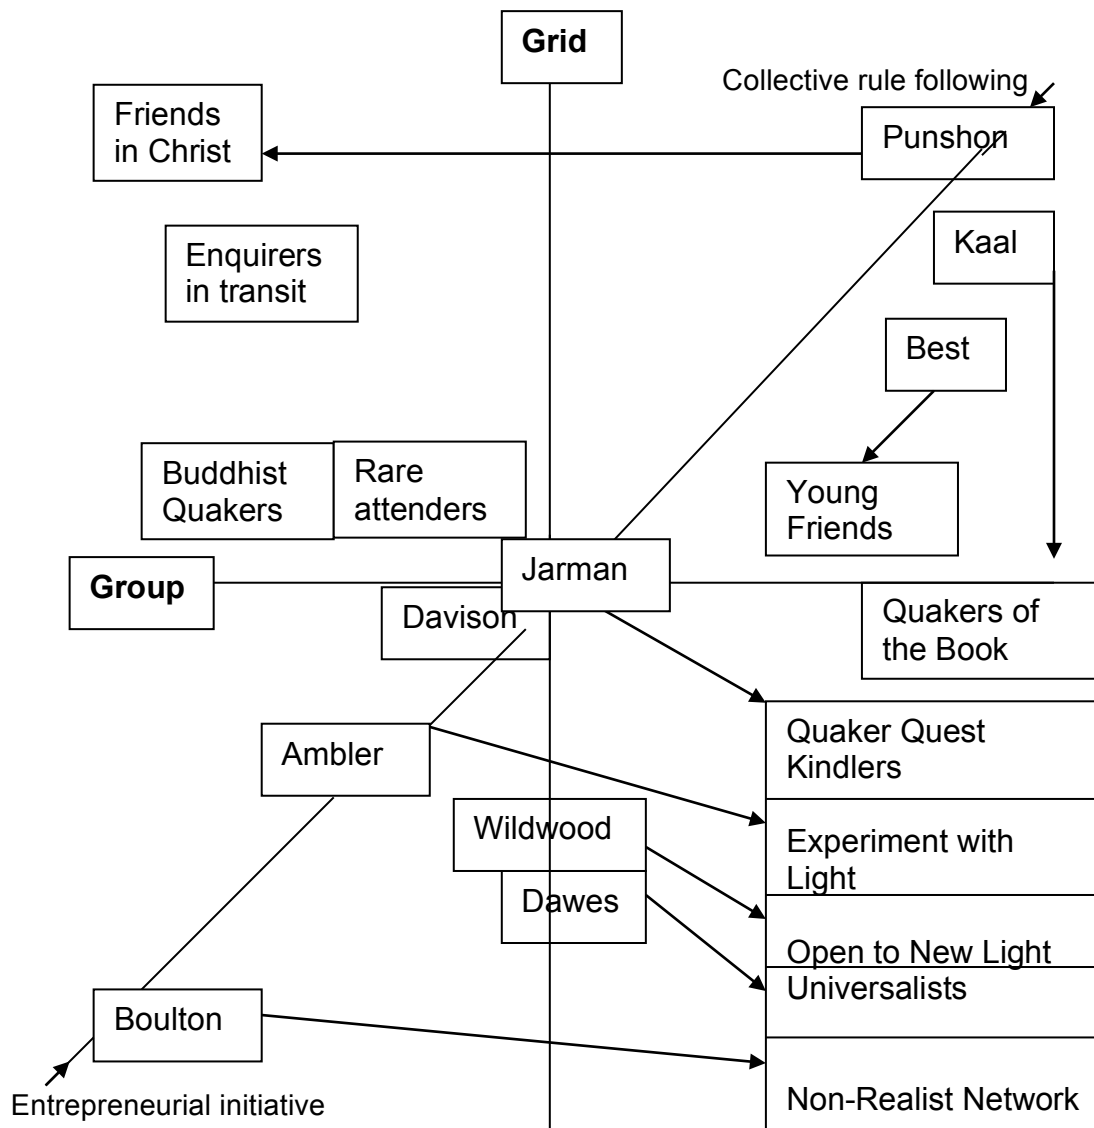 Grid
Collective rule following
Friends
in Christ
Punshon
Enquirers
in transit
Kaal
Best
Buddhist
Quakers
Rare
attenders
Young
Friends
Group
Jarman
Davison
Quakers of
the Book
Ambler
Quaker Quest
Kindlers
Wildwood
Experiment with
Light
Dawes
Open to New Light
Universalists
Boulton
Non-Realist Network
Entrepreneurial initiative